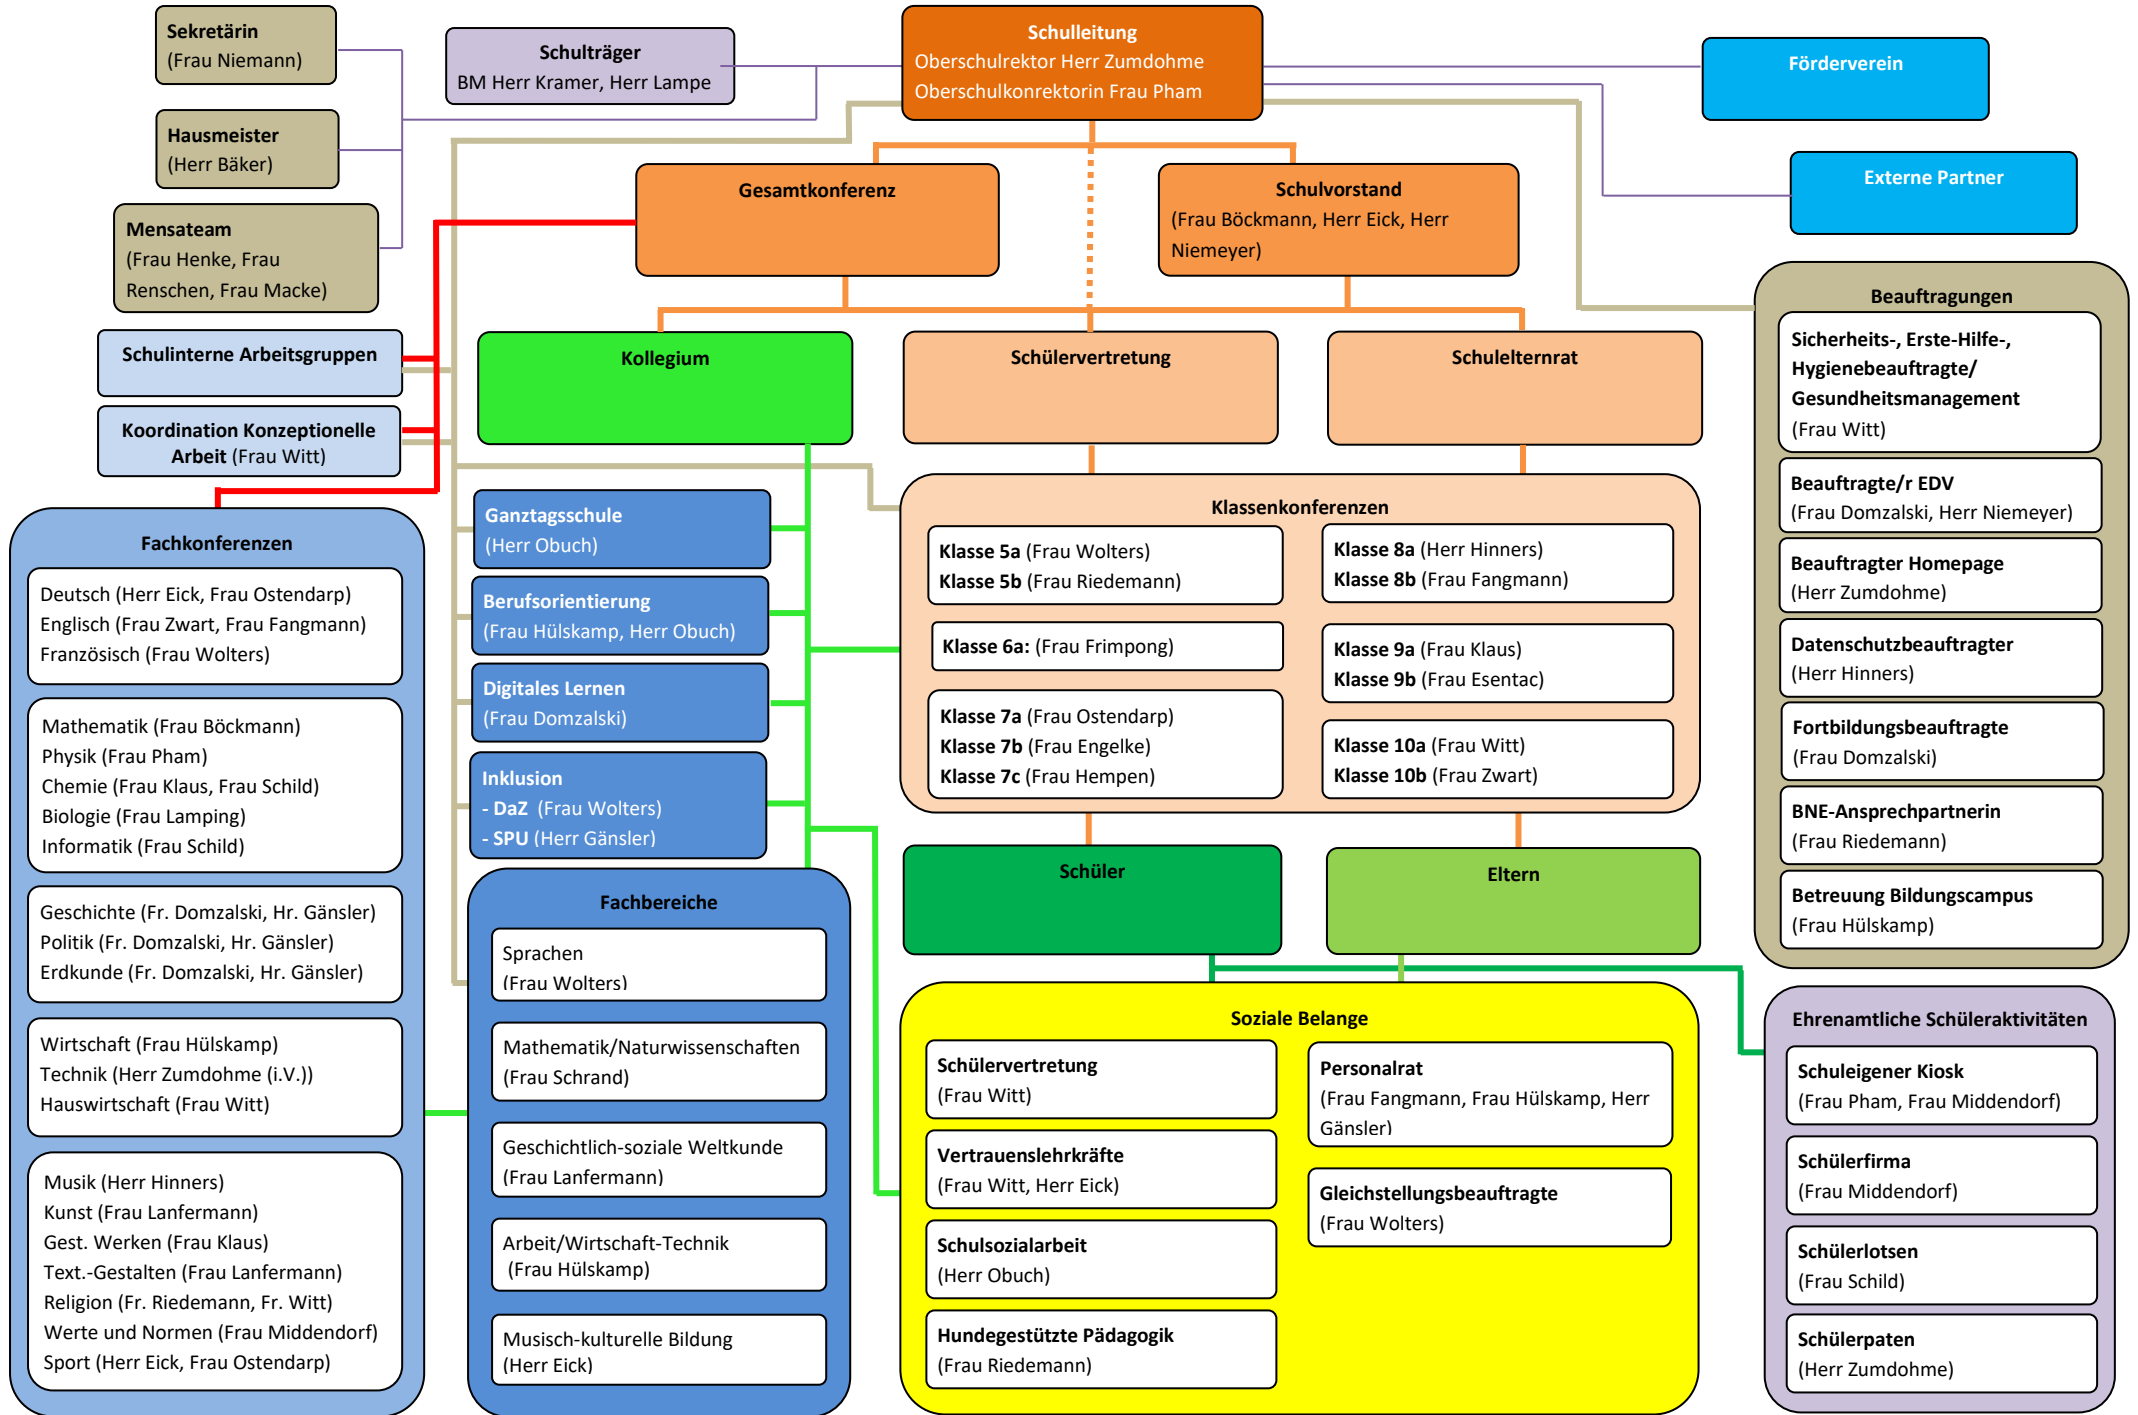 Sekretärin
(Frau Niemann)
Schulträger
BM Herr Kramer, Herr Lampe
Schulleitung
Oberschulrektor Herr Zumdohme
Oberschulkonrektorin Frau Pham
Förderverein
Hausmeister
(Herr Bäker)
Externe Partner
Mensateam
(Frau Henke, Frau
Renschen, Frau Macke)
Gesamtkonferenz
Schulvorstand
(Frau Böckmann, Herr Eick, Herr
Niemeyer)
Schulinterne Arbeitsgruppen
Koordination Konzeptionelle
Arbeit (Frau Witt)
Kollegium
Schülervertretung
Schulelternrat
Beauftragungen
Sicherheits-, Erste-Hilfe-,
Hygienebeauftragte/
Gesundheitsmanagement
(Frau Witt)
Beauftragte/r EDV
(Frau Domzalski, Herr Niemeyer)
Beauftragter Homepage
(Herr Zumdohme)
Datenschutzbeauftragter
(Herr Hinners)
Fortbildungsbeauftragte
(Frau Domzalski)
BNE-Ansprechpartnerin
(Frau Riedemann)
Betreuung Bildungscampus
(Frau Hülskamp)
Fachkonferenzen
Deutsch (Herr Eick, Frau Ostendarp)
Englisch (Frau Zwart, Frau Fangmann)
Französisch (Frau Wolters)
Mathematik (Frau Böckmann)
Physik (Frau Pham)
Chemie (Frau Klaus, Frau Schild)
Biologie (Frau Lamping)
Informatik (Frau Schild)
Geschichte (Fr. Domzalski, Hr. Gänsler)
Politik (Fr. Domzalski, Hr. Gänsler)
Erdkunde (Fr. Domzalski, Hr. Gänsler)
Wirtschaft (Frau Hülskamp)
Technik (Herr Zumdohme (i.V.))
Hauswirtschaft (Frau Witt)
Musik (Herr Hinners)
Kunst (Frau Lanfermann)
Gest. Werken (Frau Klaus)
Text.-Gestalten (Frau Lanfermann)
Religion (Fr. Riedemann, Fr. Witt)
Werte und Normen (Frau Middendorf)
Sport (Herr Eick, Frau Ostendarp)
Ganztagsschule
(Herr Obuch)
Berufsorientierung
(Frau Hülskamp, Herr Obuch)
Digitales Lernen
(Frau Domzalski)
Inklusion
- DaZ (Frau Wolters)
- SPU (Herr Gänsler)
Fachbereiche
Sprachen
(Frau Wolters)
Mathematik/Naturwissenschaften
(Frau Schrand)
Geschichtlich-soziale Weltkunde
(Frau Lanfermann)
Arbeit/Wirtschaft-Technik
(Frau Hülskamp)
Musisch-kulturelle Bildung
(Herr Eick)
Klassenkonferenzen
Klasse 5a (Frau Wolters)
Klasse 5b (Frau Riedemann)
Klasse 6a: (Frau Frimpong)
Klasse 7a (Frau Ostendarp)
Klasse 7b (Frau Engelke)
Klasse 7c (Frau Hempen)
Klasse 8a (Herr Hinners)
Klasse 8b (Frau Fangmann)
Klasse 9a (Frau Klaus)
Klasse 9b (Frau Esentac)
Klasse 10a (Frau Witt)
Klasse 10b (Frau Zwart)
Schüler
Eltern
Soziale Belange
Schülervertretung
(Frau Witt)
Vertrauenslehrkräfte
(Frau Witt, Herr Eick)
Schulsozialarbeit
(Herr Obuch)
Hundegestützte Pädagogik
(Frau Riedemann)
Personalrat
(Frau Fangmann, Frau Hülskamp, Herr
Gänsler)
Gleichstellungsbeauftragte
(Frau Wolters)
Ehrenamtliche Schüleraktivitäten
Schuleigener Kiosk
(Frau Pham, Frau Middendorf)
Schülerfirma
(Frau Middendorf)
Schülerlotsen
(Frau Schild)
Schülerpaten
(Herr Zumdohme)